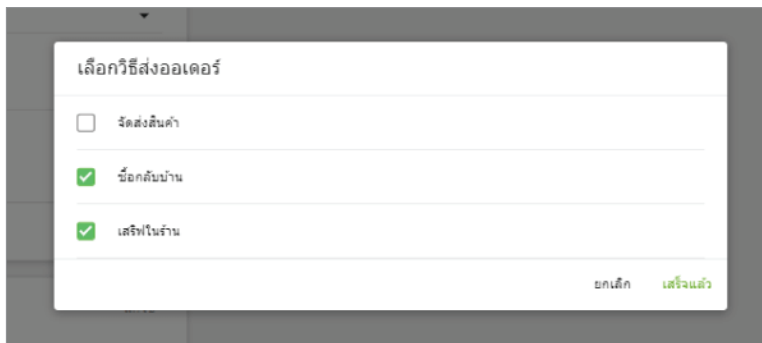 เลือกวิธีส่งออเดอร์
จัดส่งสินค้า
ซื้อกลับบ้าน
เสริฟในร้าน
ยกเลิก เสร็จแล้ว